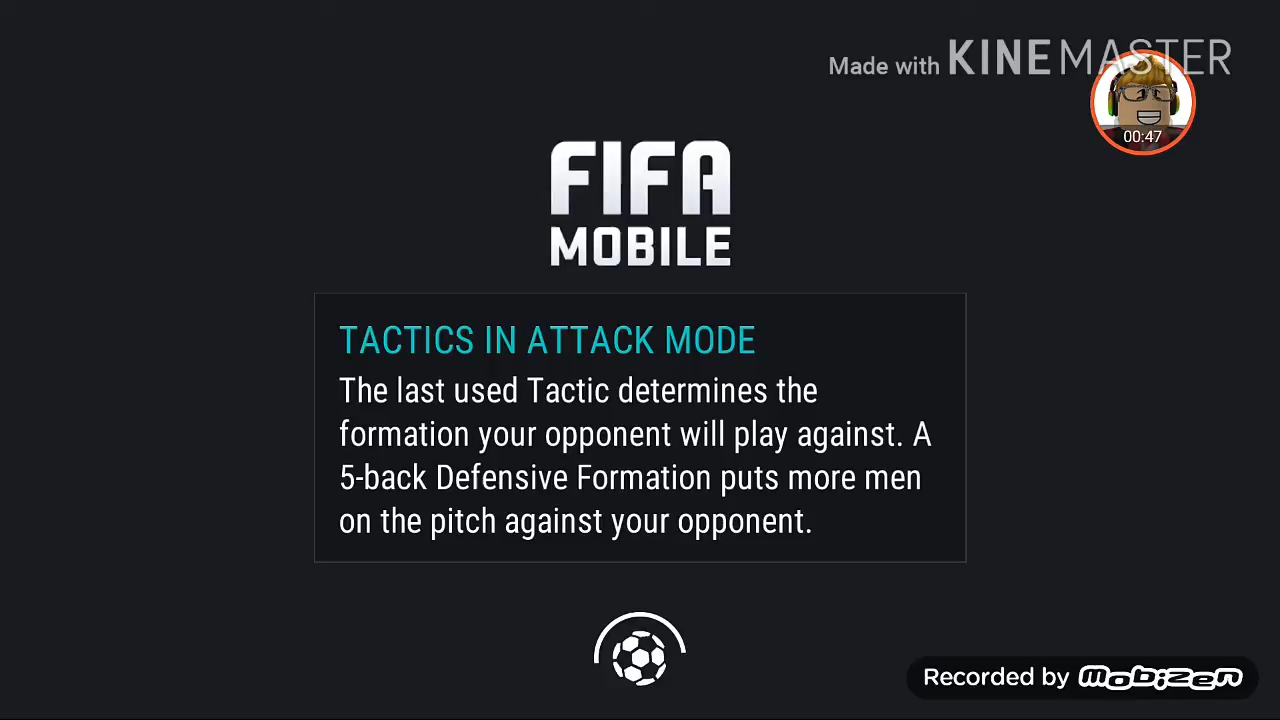 Made with KINEMASTER
00:47
FIFA
MOBILE
TACTICS IN ATTACK MODE
The last used Tactic determines the
formation your opponent will play against. A
5-back Defensive Formation puts more men
on the pitch against your opponent.
Recorded by Mobizen